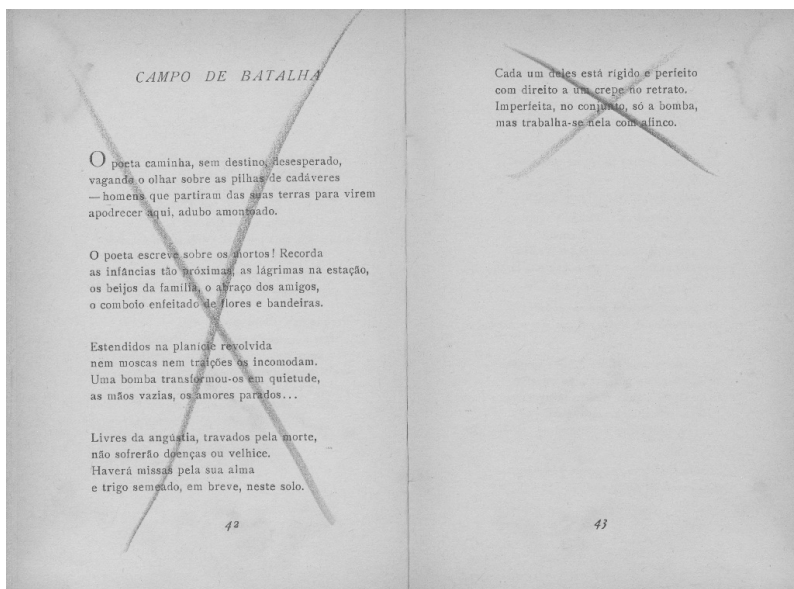 CAMPO DE BATALHA
O poeta caminha, sem destino, desesperado,
vagando o olhar sobre as pilhas de cadáveres
— homens que partiram das suas terras para virem
apodrecer aqui, adubo amontoado.
O poeta escreve sobre os mortos! Recorda
as infâncias tão próximas, as lágrimas na estação,
os beijos da família, o abraço dos amigos,
o comboio enfeitado de flores e bandeiras.
Estendidos na planície revolvida
nem moscas nem traições os incomodam.
Uma bomba transformou-os em quietude,
as mãos vazias, os amores parados...
Livres da angústia, travados pela morte,
não sofrerão doenças ou velhice.
Haverá missas pela sua alma
e trigo semeado, em breve, neste solo.
42
Cada um deles está rígido e perfeito
com direito a um crepe no retrato.
Imperfeita, no conjunto, só a bomba,
mas trabalha-se nela com afinco.
43